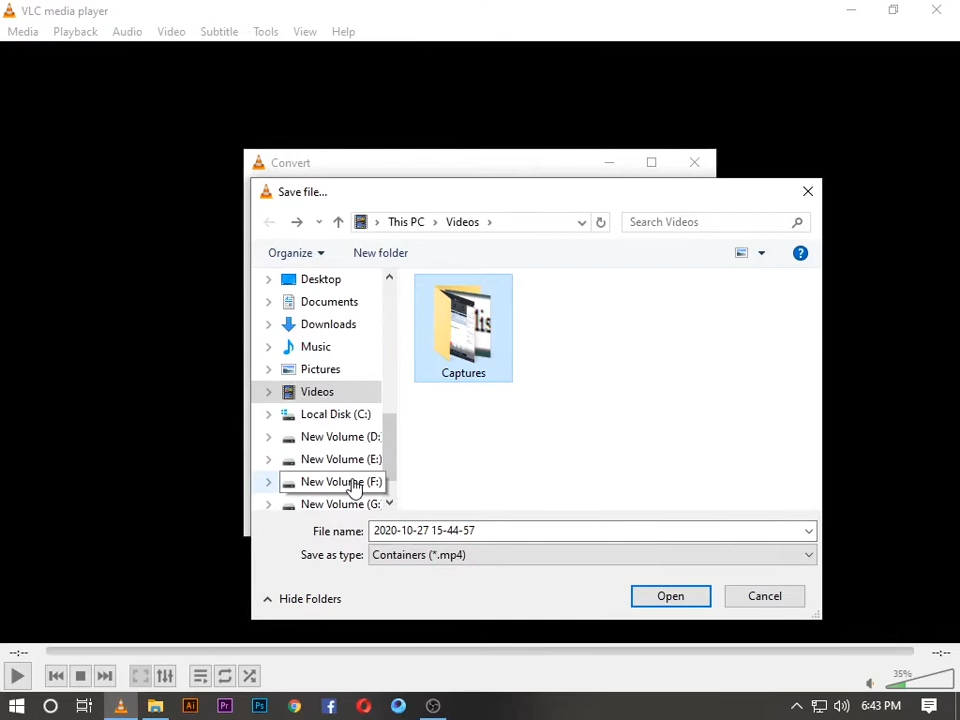 VLC media player
Media Playback Audio Video Subtitle Tools View Help
Convert
Save file...
This PC Videos Search Videos
Organize New folder
Desktop
Documents
Downloads
Music
Pictures
Videos
Local Disk (C:)
New Volume (D:
New Volume (E:)
New Volume (F:)
New Volume (G:
Captures
File name: 2020-10-27 15-44-57
Save as type: Containers (*.mp4)
Hide Folders Open Cancel
--:-- --:--
35%
Ai Pr Ps 6:43 PM